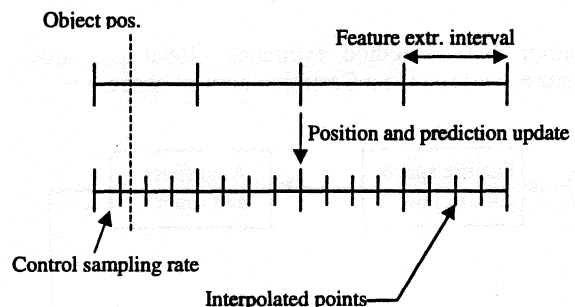 Object pos.
Feature extr. interval
Position and prediction update
Control sampling rate
Interpolated points